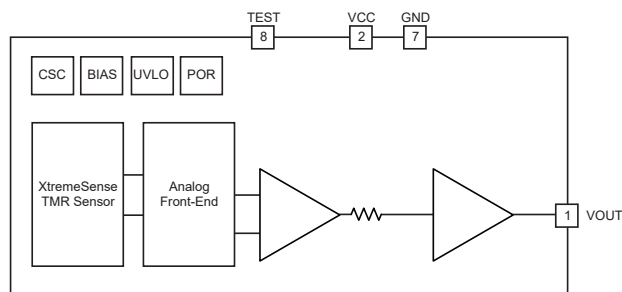 TEST
VCC
GND
8
2
7
CSC
BIAS
UVLO
POR
XtremeSense
TMR Sensor
Analog
Front-End
1
VOUT